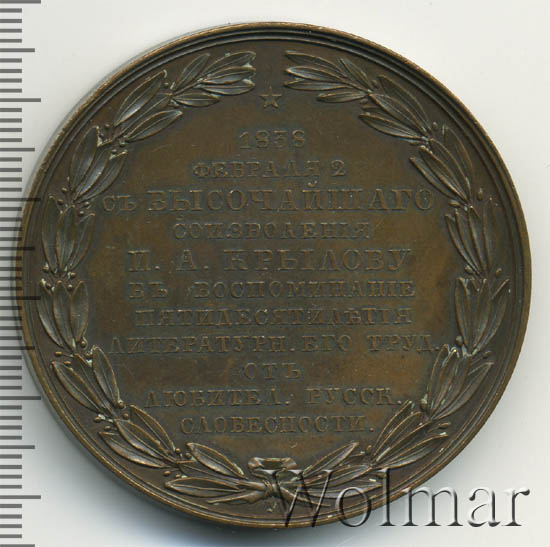 1838
ФЕВРАЛЯ 2
СЪ ВЫСОЧАЙШАГО
СОИЗВОЛЕНІЯ
И. А. КРЫЛОВУ
ВЪ ВОСПОМИНАНІЕ
ПЯТИДЕСЯТИЛѢТІЯ
ЛИТЕРАТУРН. ЕГО ТРУД.
ОТЪ
ЛЮБИТЕЛ. РУССК.
СЛОВЕСНОСТИ.
Wolmar